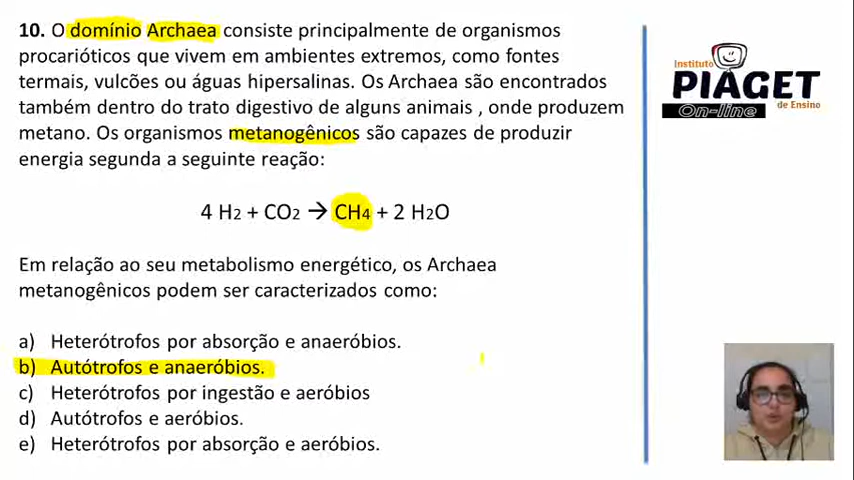 10. O domínio Archaea consiste principalmente de organismos
procarióticos que vivem em ambientes extremos, como fontes
termais, vulcões ou águas hipersalinas. Os Archaea são encontrados
também dentro do trato digestivo de alguns animais , onde produzem
metano. Os organismos metanogênicos são capazes de produzir
energia segunda a seguinte reação:
4 H2 + CO2 → CH4 + 2 H2O
Em relação ao seu metabolismo energético, os Archaea
metanogênicos podem ser caracterizados como:
a) Heterótrofos por absorção e anaeróbios.
b) Autótrofos e anaeróbios.
c) Heterótrofos por ingestão e aeróbios
d) Autótrofos e aeróbios.
e) Heterótrofos por absorção e aeróbios.
Instituto
PIAGET
On-line de Ensino